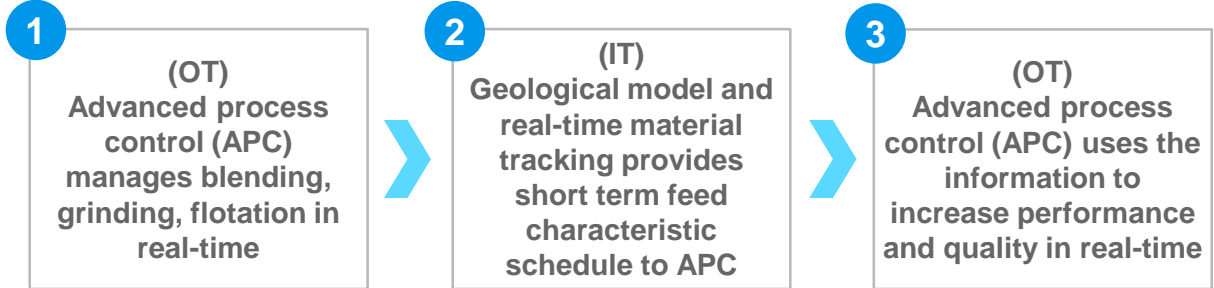 1
(OT)
Advanced process
control (APC)
manages blending,
grinding, flotation in
real-time
2
(IT)
Geological model and
real-time material
tracking provides
short term feed
characteristic
schedule to APC
3
(OT)
Advanced process
control (APC) uses the
information to
increase performance
and quality in real-time